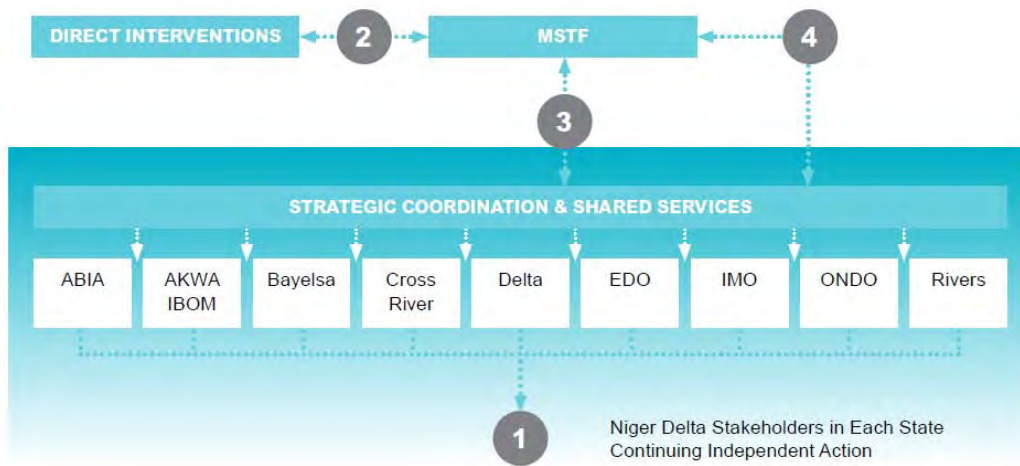 DIRECT INTERVENTIONS
2
MSTF
4
3
STRATEGIC COORDINATION & SHARED SERVICES
ABIA
AKWA
IBOM
Bayelsa
Cross
River
Delta
EDO
IMO
ONDO
Rivers
1
Niger Delta Stakeholders in Each State
Continuing Independent Action